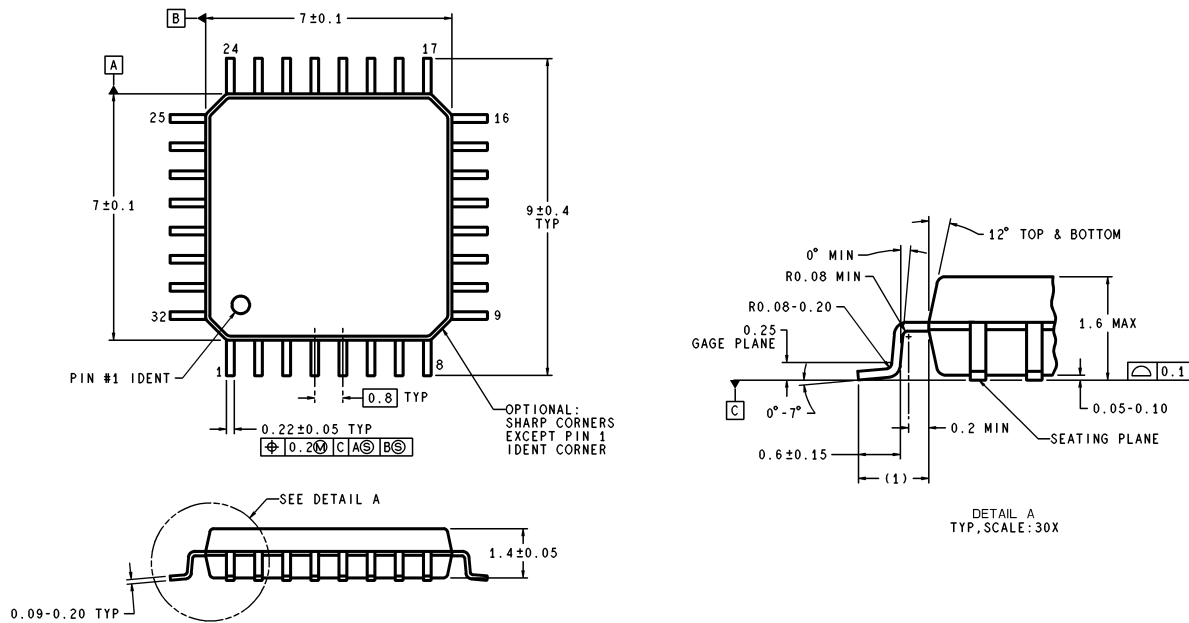 B
7±0.1
24
17
A
25
16
7±0.1
9±0.4
TYP
32
9
PIN #1 IDENT
1
8
0.8 TYP
0.22±0.05 TYP
⌖ 0.2Ⓜ C AⓈ BⓈ
OPTIONAL:
SHARP CORNERS
EXCEPT PIN 1
IDENT CORNER
SEE DETAIL A
1.4±0.05
0.09-0.20 TYP
12° TOP & BOTTOM
0° MIN
R0.08 MIN
R0.08-0.20
0.25
GAGE PLANE
1.6 MAX
⌓ 0.1
C
0°-7°
0.05-0.10
0.2 MIN
SEATING PLANE
0.6±0.15
(1)
DETAIL A
TYP,SCALE:30X